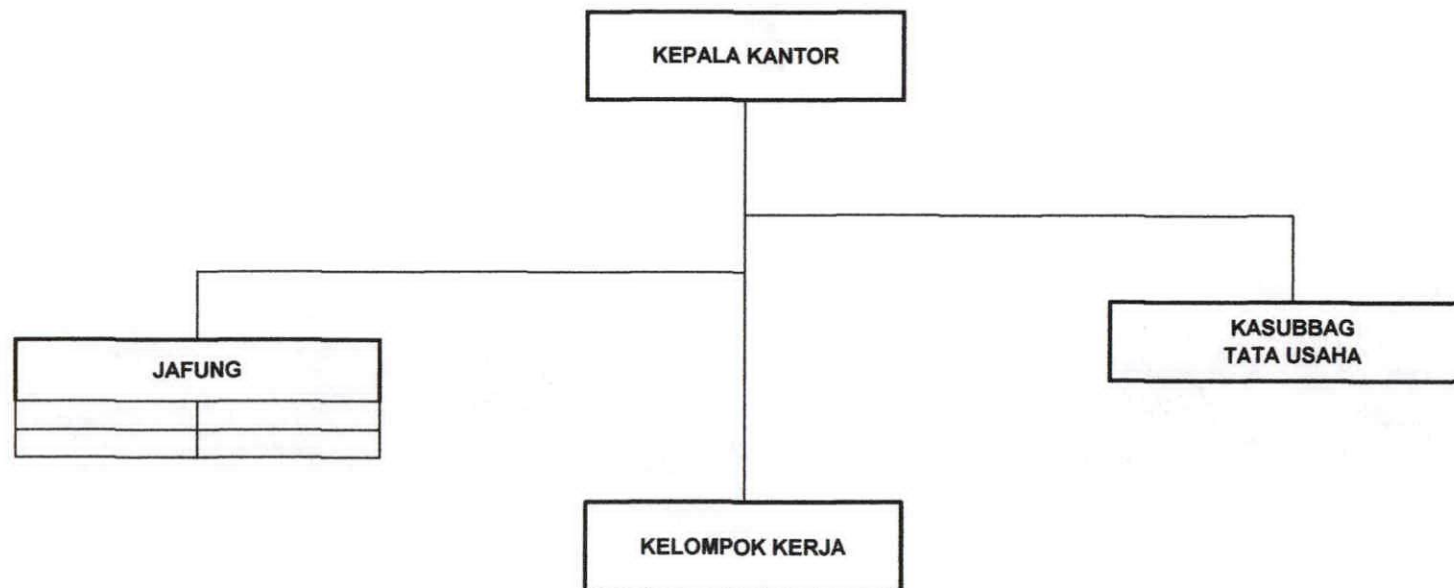 KEPALA KANTOR
KASUBBAG
TATA USAHA
JAFUNG
KELOMPOK KERJA